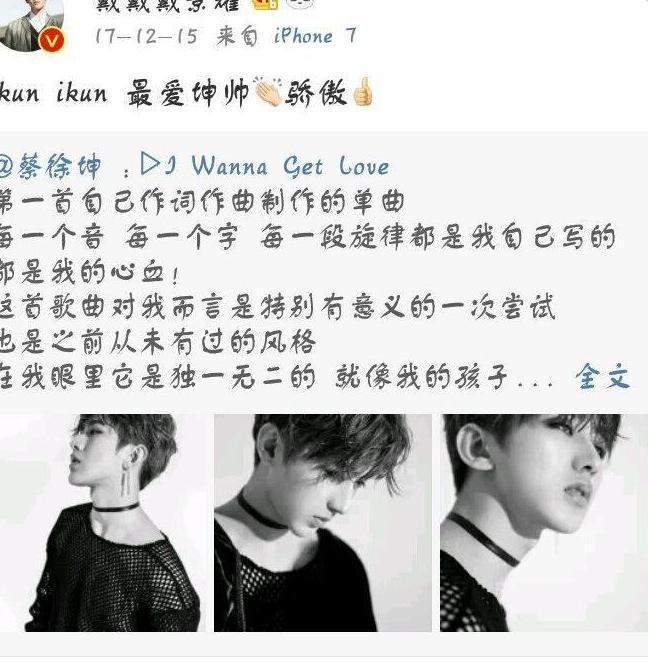 戴戴戴景耀
17-12-15 来自 iPhone 7
kun ikun 最爱坤帅👏骄傲👍
@蔡徐坤 :▷I Wanna Get Love
第一首自己作词作曲制作的单曲
每一个音 每一个字 每一段旋律都是我自己写的
都是我的心血!
这首歌曲对我而言是特别有意义的一次尝试
也是之前从未有过的风格
在我眼里它是独一无二的 就像我的孩子... 全文